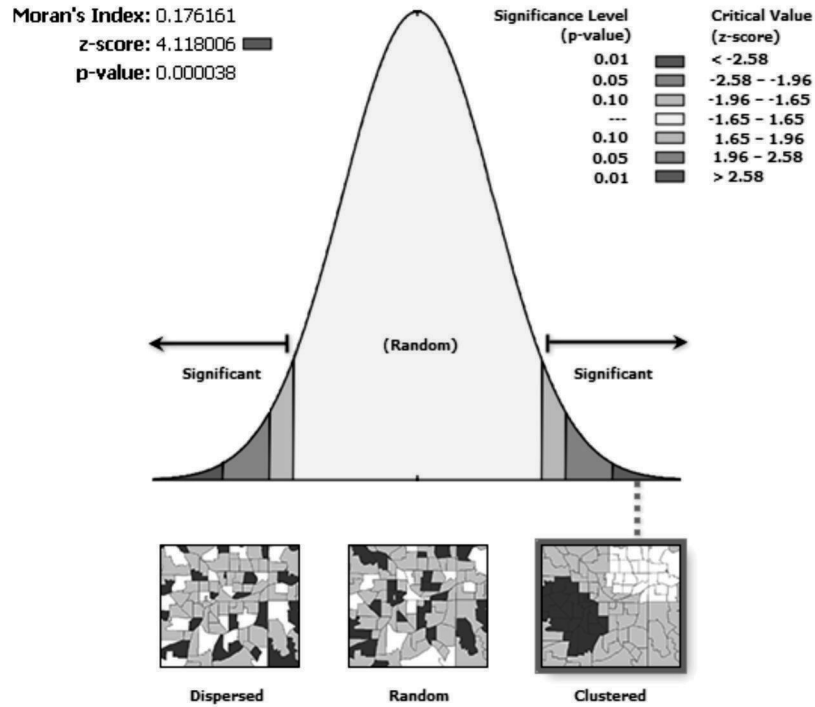 Moran's Index: 0.176161
z-score: 4.118006
p-value: 0.000038
Significance Level
(p-value)
Critical Value
(z-score)
0.01 < -2.58
0.05 -2.58 – -1.96
0.10 -1.96 – -1.65
--- -1.65 – 1.65
0.10 1.65 – 1.96
0.05 1.96 – 2.58
0.01 > 2.58
(Random)
Significant
Significant
Dispersed
Random
Clustered